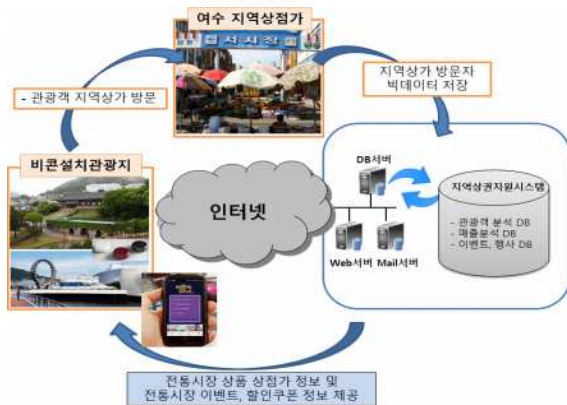 여수 지역상점가
서시장
- 관광객 지역상가 방문
지역상가 방문자
빅데이터 저장
비콘설치관광지
인터넷
DB서버
Web서버
Mail서버
지역상권지원시스템
- 관광객 분석 DB
- 매출분석 DB
- 이벤트, 행사 DB
전통시장 상품 상점가 정보 및
전통시장 이벤트, 할인쿠폰 정보 제공